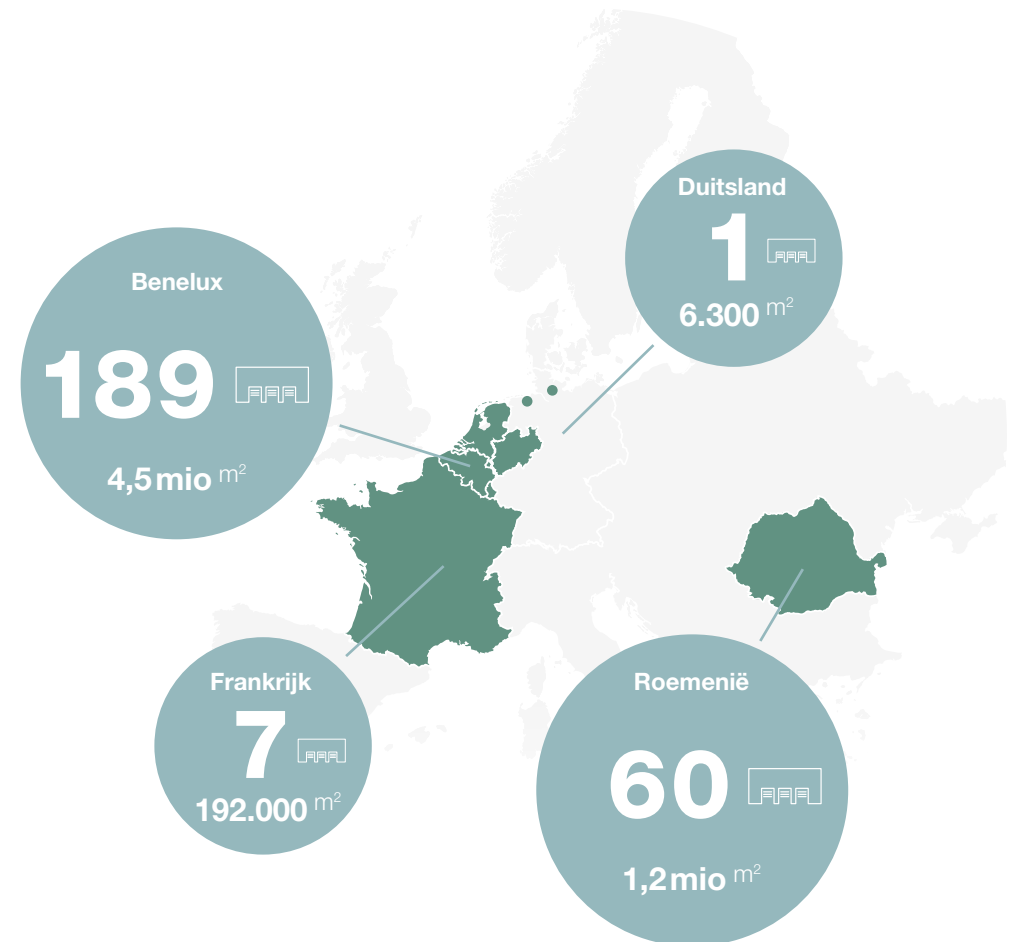 Duitsland
1
6.300 m²
Benelux
189
4,5 mio m²
Frankrijk
7
192.000 m²
Roemenië
60
1,2 mio m²